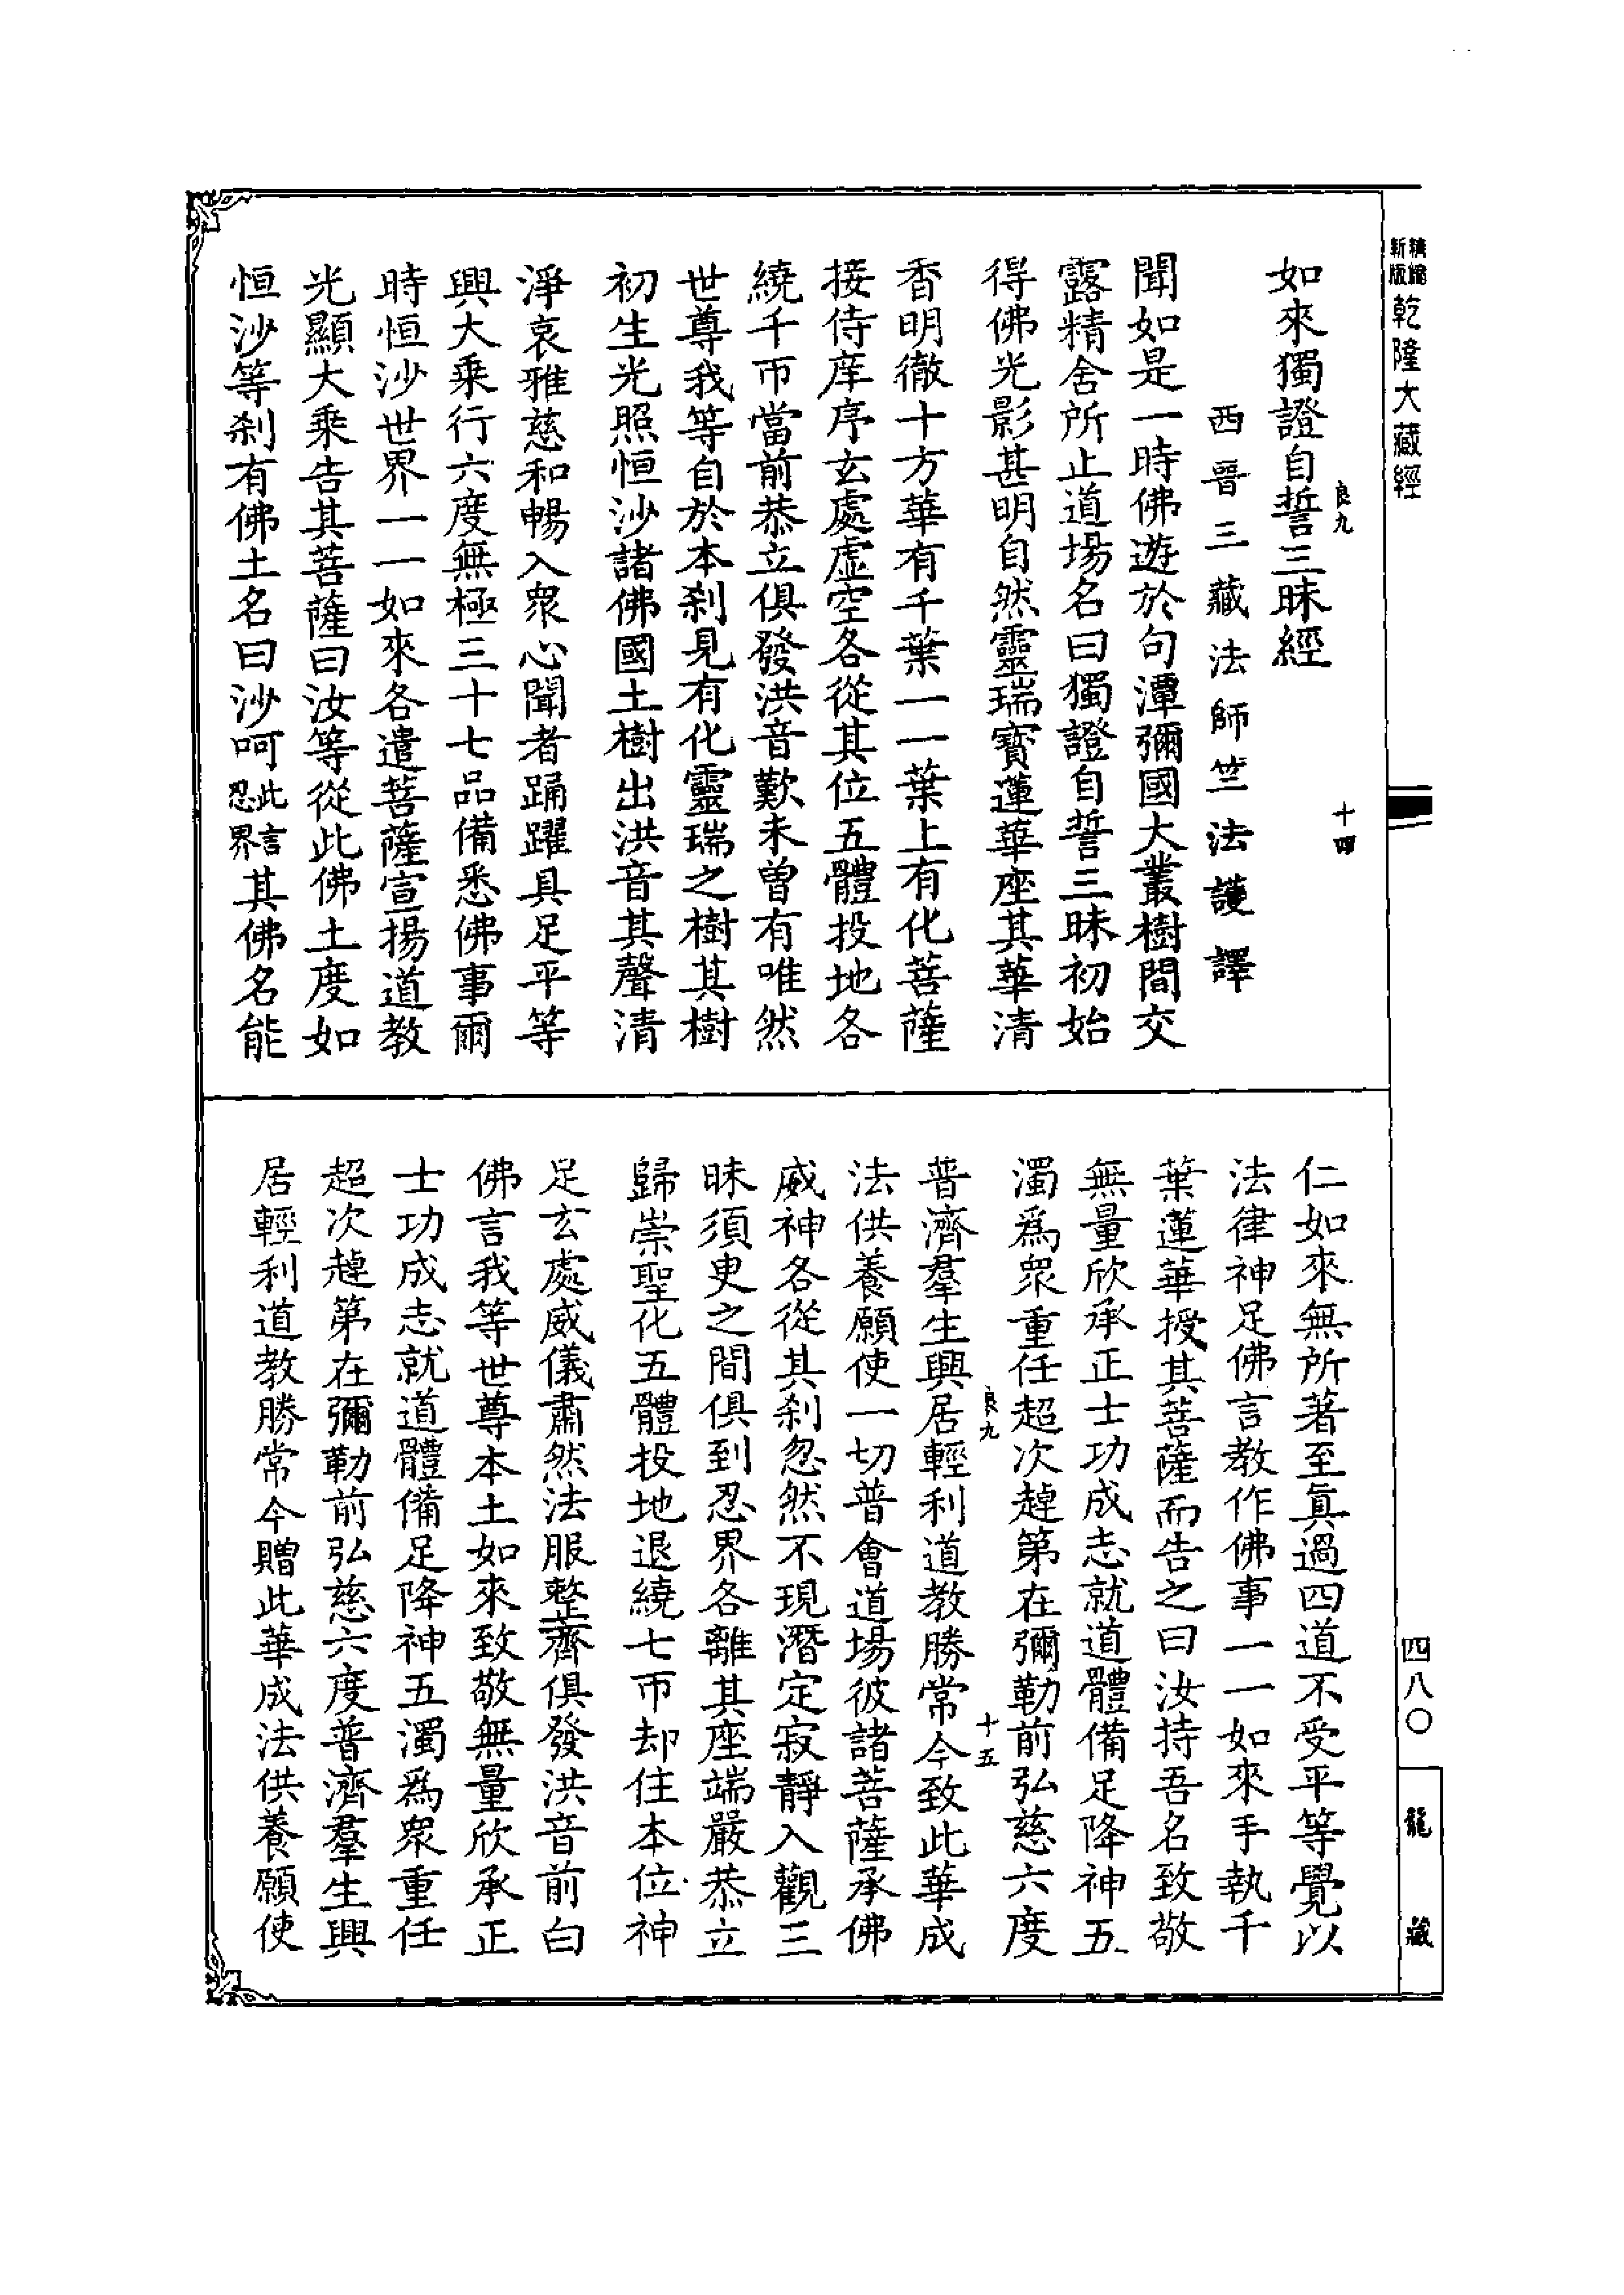 精縮新版乾隆大藏經
良九
十四
如來獨證自誓三昧經
西晉三藏法師竺法護譯
聞如是一時佛遊於句潭彌國大叢樹間交
露精舍所止道場名曰獨證自誓三昧初始
得佛光影甚明自然靈瑞寶蓮華座其華清
香明徹十方華有千葉一一葉上有化菩薩
接侍庠序玄處虛空各從其位五體投地各
繞千帀當前恭立俱發洪音歎未曾有唯然
世尊我等自於本刹見有化靈瑞之樹其樹
初生光照恒沙諸佛國土樹出洪音其聲清
淨哀雅慈和暢入眾心聞者踊躍具足平等
興大乘行六度無極三十七品備悉佛事爾
時恒沙世界一一如來各遣菩薩宣揚道教
光顯大乘告其菩薩曰汝等從此佛土度如
恒沙等刹有佛土名曰沙呵此言忍界其佛名能
仁如來無所著至真過四道不受平等覺以
法律神足佛言教作佛事一一如來手執千
葉蓮華授其菩薩而告之曰汝持吾名致敬
無量欣承正士功成志就道體備足降神五
濁為眾重任超次越第在彌勒前弘慈六度
良九
十五
普濟羣生興居輕利道教勝常今致此華成
法供養願使一切普會道場彼諸菩薩承佛
威神各從其刹忽然不現潛定寂靜入觀三
昧須臾之間俱到忍界各離其座端嚴恭立
歸崇聖化五體投地退繞七帀却住本位神
足玄處威儀肅然法服整齊俱發洪音前白
佛言我等世尊本土如來致敬無量欣承正
士功成志就道體備足降神五濁為眾重任
超次越第在彌勒前弘慈六度普濟羣生興
居輕利道教勝常今贈此華成法供養願使
四八〇
龍藏